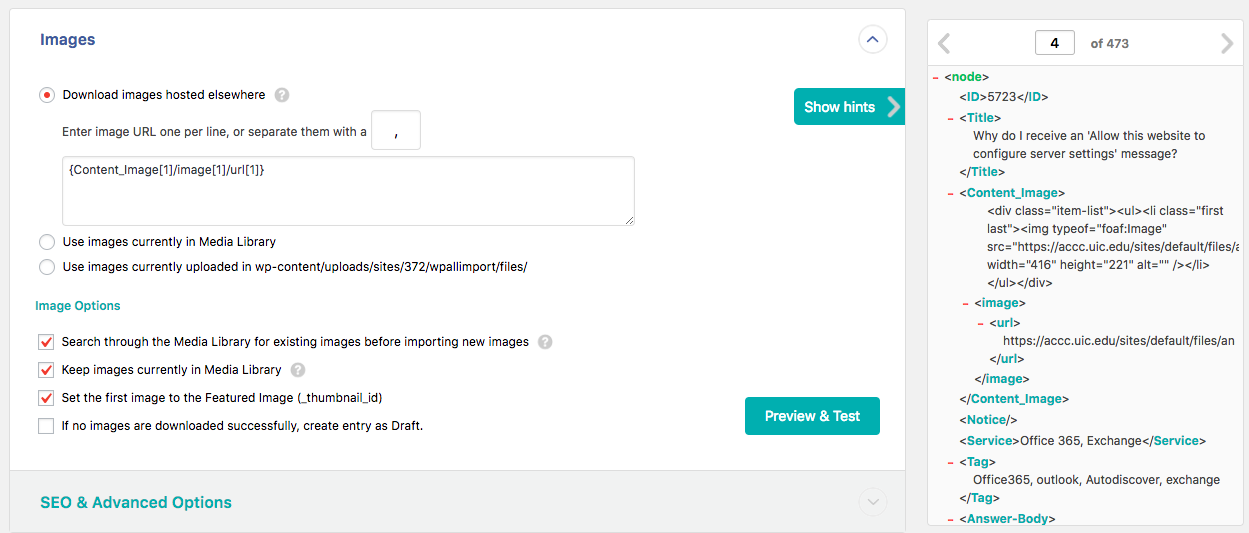 Images
Download images hosted elsewhere ?
Enter image URL one per line, or separate them with a ,
{Content_Image[1]/image[1]/url[1]}
Show hints
Use images currently in Media Library
Use images currently uploaded in wp-content/uploads/sites/372/wpallimport/files/
Image Options
Search through the Media Library for existing images before importing new images ?
Keep images currently in Media Library ?
Set the first image to the Featured Image (_thumbnail_id)
If no images are downloaded successfully, create entry as Draft.
Preview & Test
SEO & Advanced Options
4 of 473
− <node>
<ID>5723</ID>
− <Title>
Why do I receive an 'Allow this website to
configure server settings' message?
</Title>
− <Content_Image>
<div class="item-list"><ul><li class="first
last"><img typeof="foaf:Image"
src="https://accc.uic.edu/sites/default/files/a
width="416" height="221" alt="" /></li>
</ul></div>
− <image>
− <url>
https://accc.uic.edu/sites/default/files/an
</url>
</image>
</Content_Image>
<Notice/>
<Service>Office 365, Exchange</Service>
− <Tag>
Office365, outlook, Autodiscover, exchange
</Tag>
− <Answer-Body>